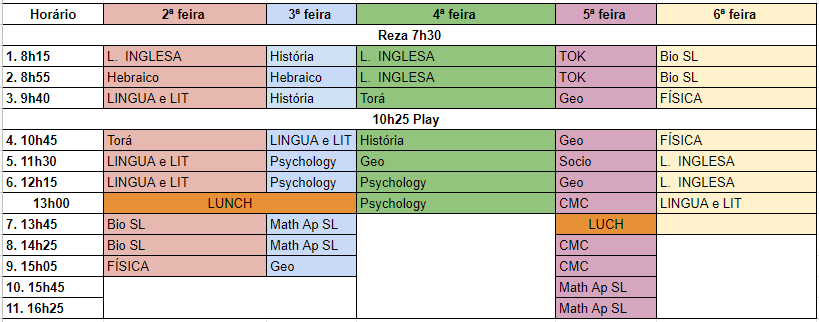 Horário 2ª feira 3ª feira 4ª feira 5ª feira 6ª feira
Reza 7h30
1. 8h15 L. INGLESA História L. INGLESA TOK Bio SL
2. 8h55 Hebraico Hebraico L. INGLESA TOK Bio SL
3. 9h40 LINGUA e LIT História Torá Geo FÍSICA
10h25 Play
4. 10h45 Torá LINGUA e LIT História Geo FÍSICA
5. 11h30 LINGUA e LIT Psychology Geo Socio L. INGLESA
6. 12h15 LINGUA e LIT Psychology Psychology Geo L. INGLESA
13h00 LUNCH Psychology CMC LINGUA e LIT
7. 13h45 Bio SL Math Ap SL LUCH
8. 14h25 Bio SL Math Ap SL CMC
9. 15h05 FÍSICA Geo CMC
10. 15h45 Math Ap SL
11. 16h25 Math Ap SL